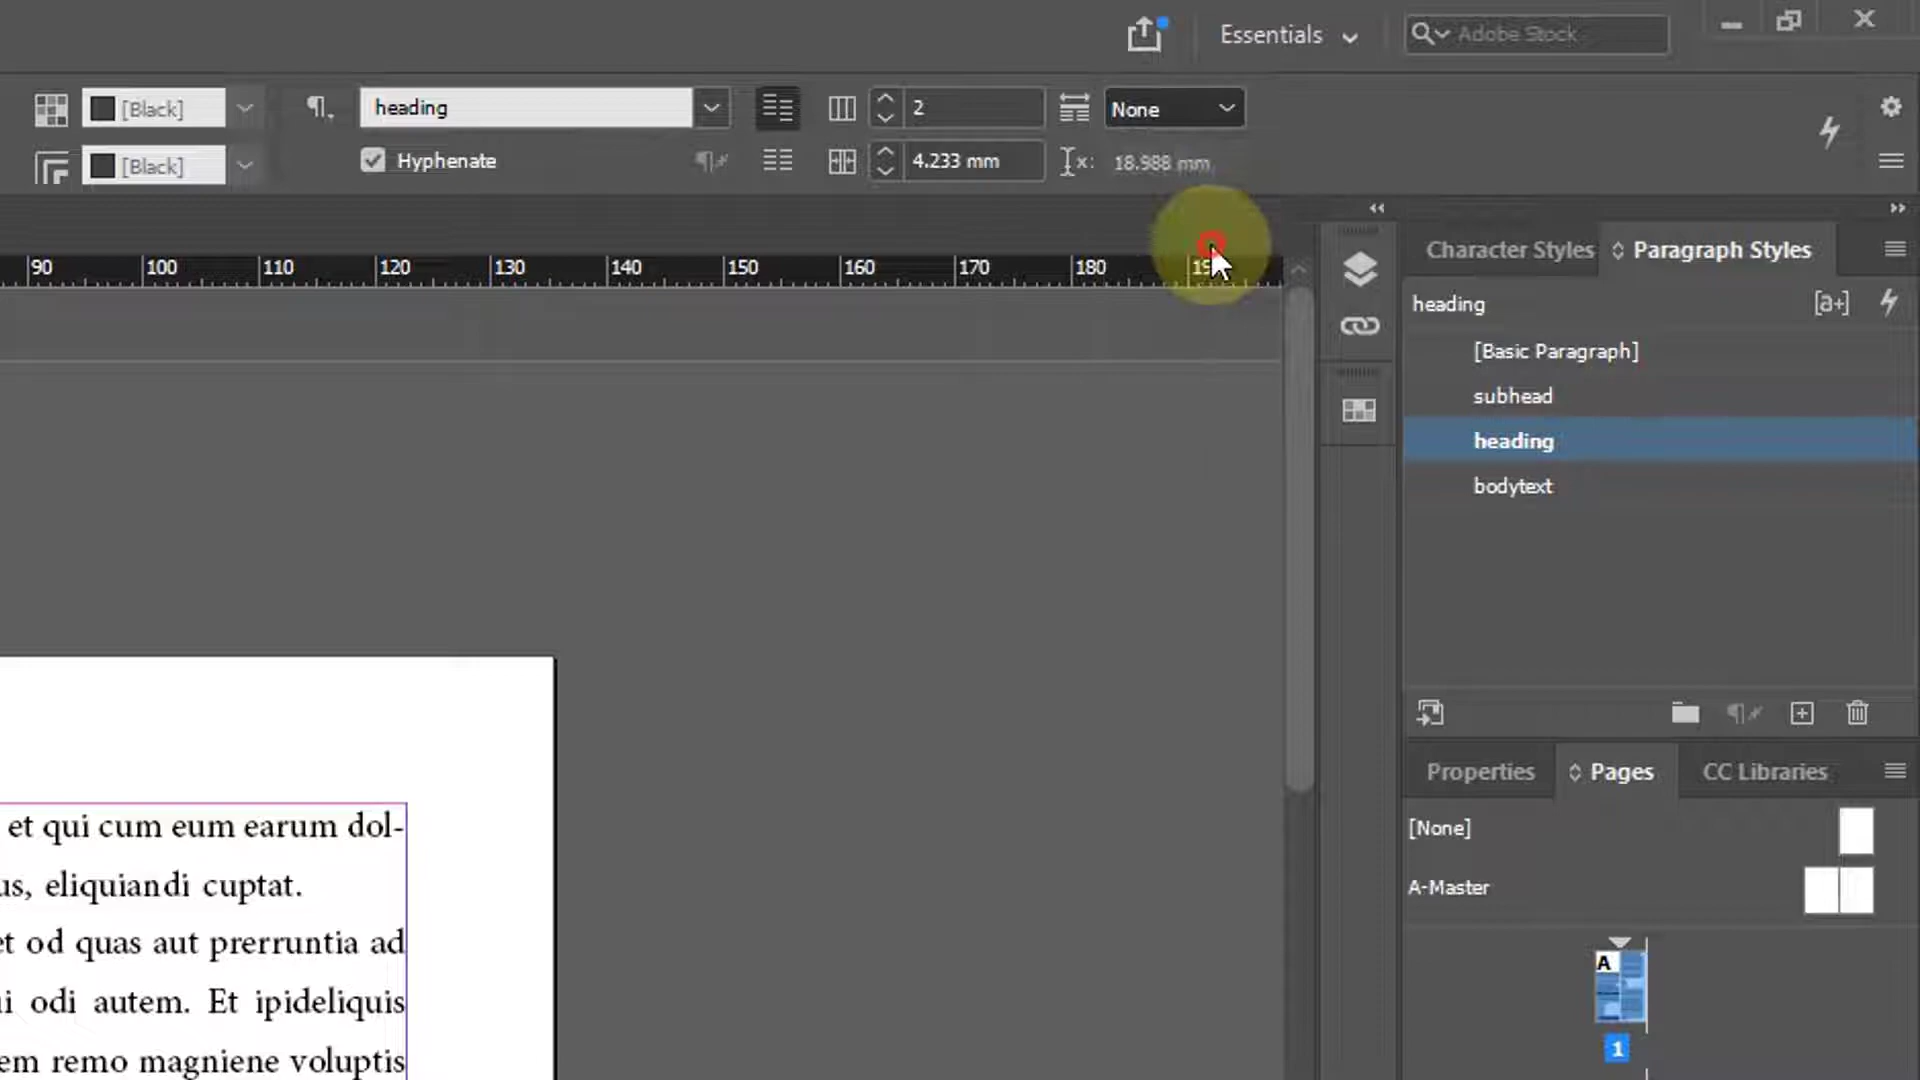 Essentials
Adobe Stock
[Black]
heading
2
None
[Black]
Hyphenate
4.233 mm
x:
18.988 mm
90 100 110 120 130 140 150 160 170 180
Character Styles
Paragraph Styles
heading
[a+]
[Basic Paragraph]
subhead
heading
bodytext
Properties
Pages
CC Libraries
[None]
A-Master
A
1
et qui cum eum earum dol-
us, eliquiandi cuptat.
et od quas aut prerruntia ad
odi autem. Et ipideliquis
em remo magniene voluptis